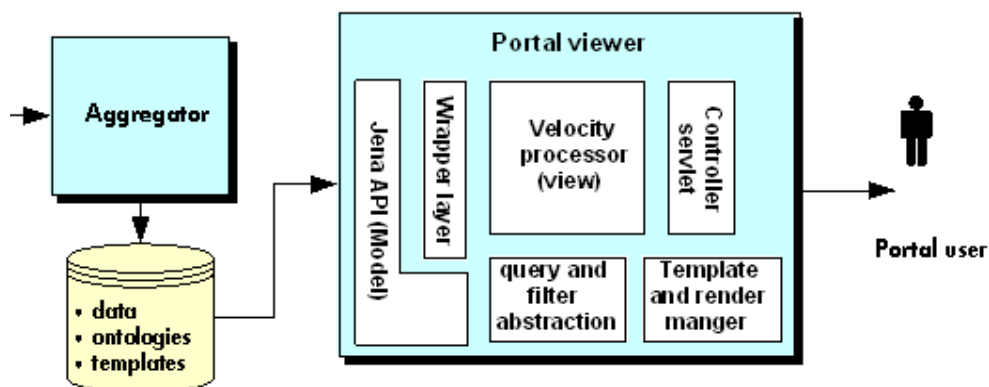 Portal viewer
Aggregator
Jena API (Model)
Wrapper layer
Velocity
processor
(view)
Controller
servlet
Portal user
query and
filter
abstraction
Template
and render
manger
• data
• ontologies
• templates